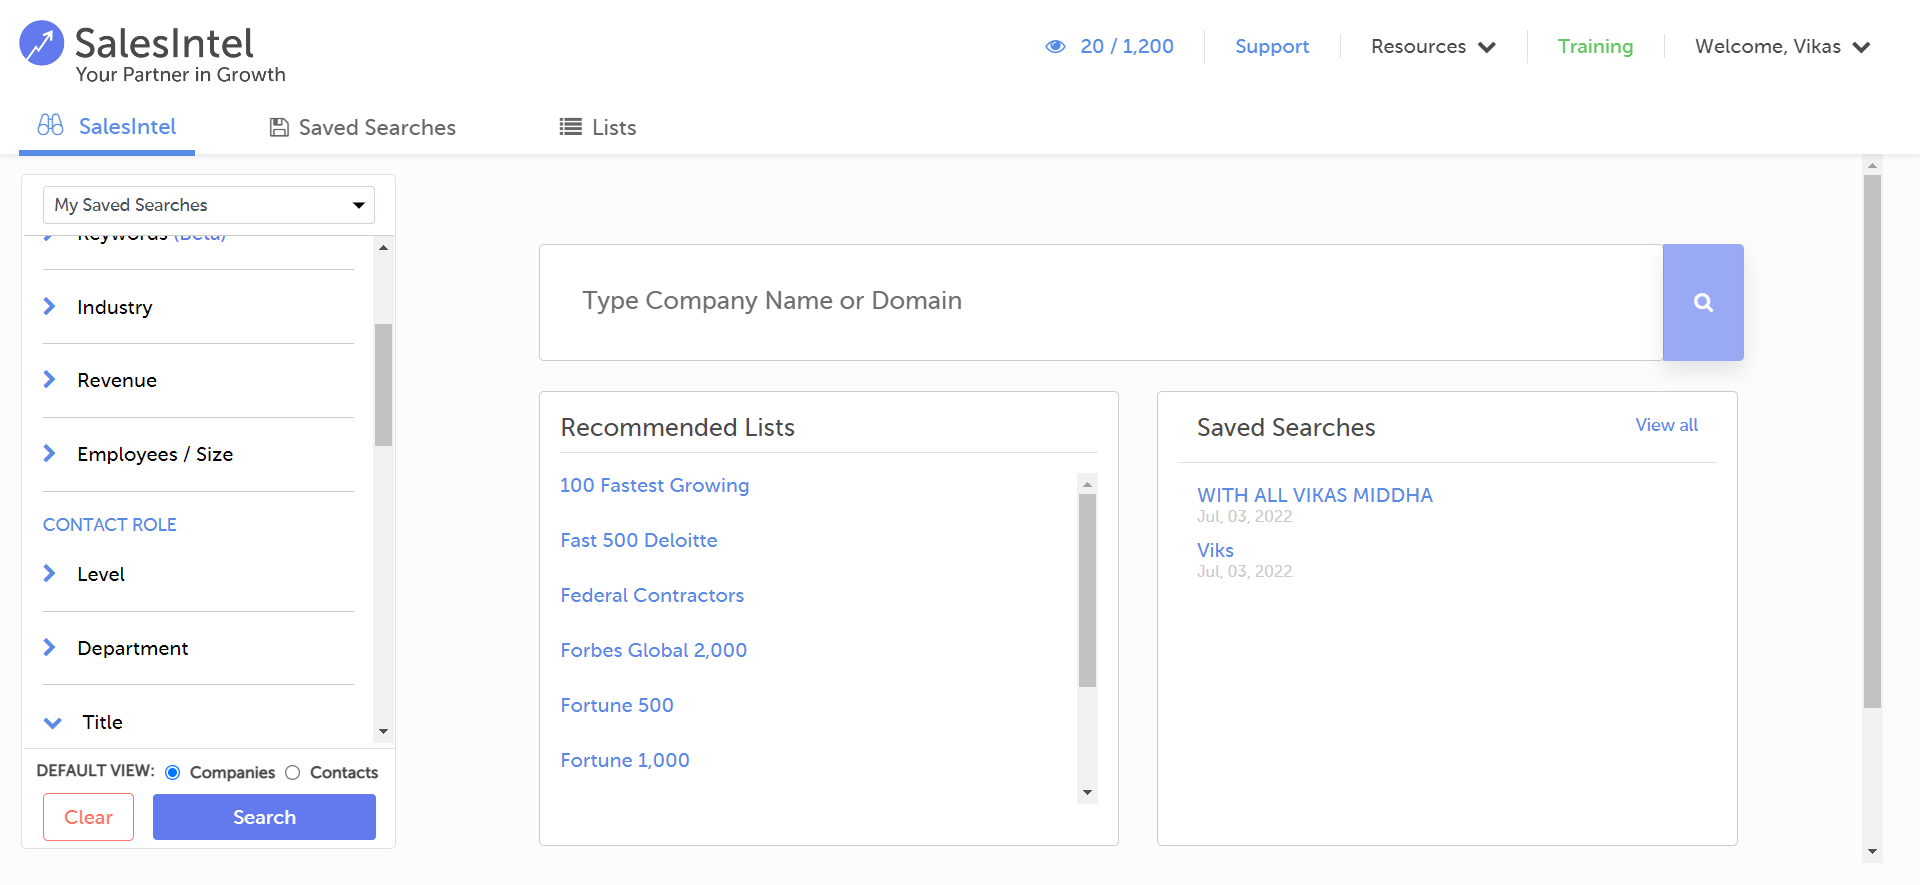 SalesIntel
Your Partner in Growth
20 / 1,200
Support
Resources
Training
Welcome, Vikas
SalesIntel
Saved Searches
Lists
My Saved Searches
Keywords (Beta)
Industry
Revenue
Employees / Size
CONTACT ROLE
Level
Department
Title
DEFAULT VIEW: Companies Contacts
Clear
Search
Type Company Name or Domain
Recommended Lists
100 Fastest Growing
Fast 500 Deloitte
Federal Contractors
Forbes Global 2,000
Fortune 500
Fortune 1,000
Saved Searches
View all
WITH ALL VIKAS MIDDHA
Jul, 03, 2022
Viks
Jul, 03, 2022